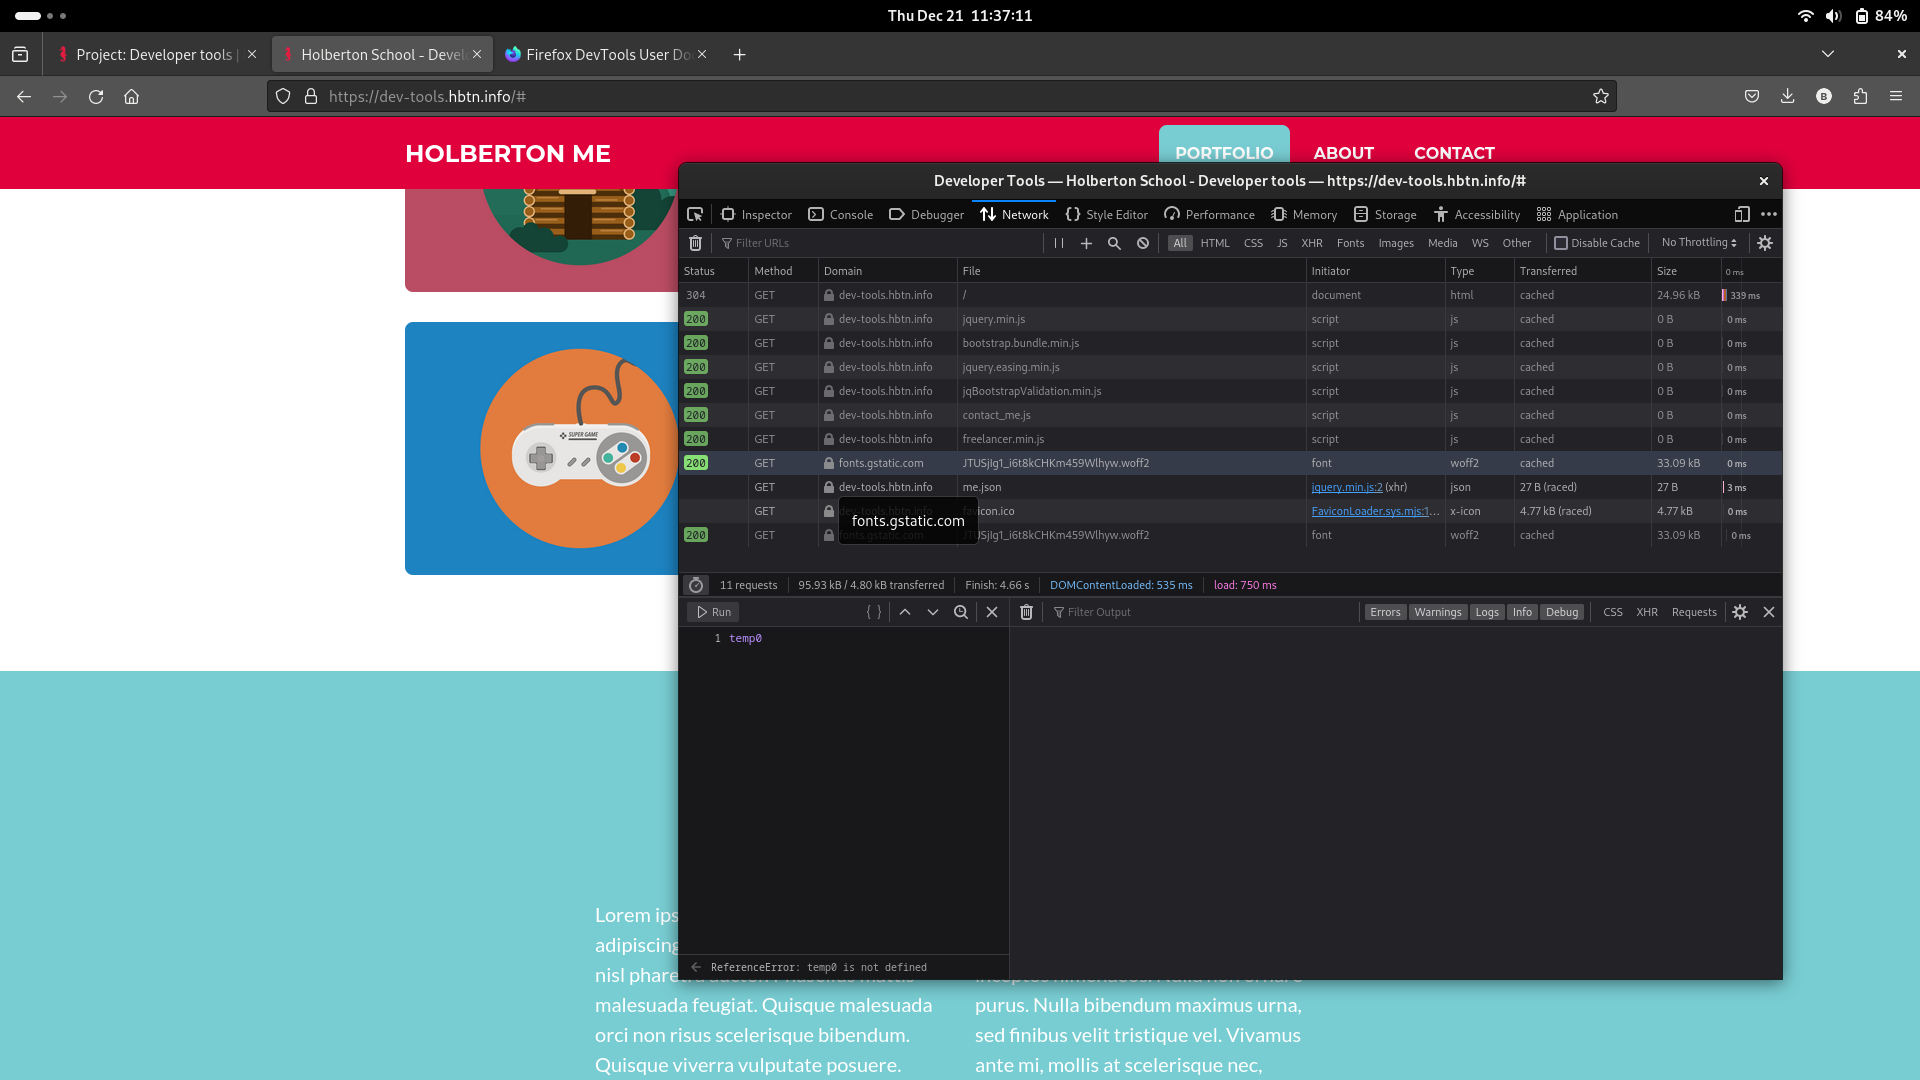 Thu Dec 21  11:37:11
84%
Project: Developer tools |
Holberton School - Devel
Firefox DevTools User Do
https://dev-tools.hbtn.info/#
B
HOLBERTON ME
PORTFOLIO
ABOUT
CONTACT
SUPER GAME
Developer Tools — Holberton School - Developer tools — https://dev-tools.hbtn.info/#
Inspector Console Debugger Network Style Editor Performance Memory Storage Accessibility Application
Filter URLs All HTML CSS JS XHR Fonts Images Media WS Other Disable Cache No Throttling
Status Method Domain File Initiator Type Transferred Size 0 ms
304 GET dev-tools.hbtn.info / document html cached 24.96 kB 339 ms
200 GET dev-tools.hbtn.info jquery.min.js script js cached 0 B 0 ms
200 GET dev-tools.hbtn.info bootstrap.bundle.min.js script js cached 0 B 0 ms
200 GET dev-tools.hbtn.info jquery.easing.min.js script js cached 0 B 0 ms
200 GET dev-tools.hbtn.info jqBootstrapValidation.min.js script js cached 0 B 0 ms
200 GET dev-tools.hbtn.info contact_me.js script js cached 0 B 0 ms
200 GET dev-tools.hbtn.info freelancer.min.js script js cached 0 B 0 ms
200 GET fonts.gstatic.com JTUSjIg1_i6t8kCHKm459Wlhyw.woff2 font woff2 cached 33.09 kB 0 ms
GET dev-tools.hbtn.info me.json jquery.min.js:2 (xhr) json 27 B (raced) 27 B 3 ms
GET dev-tools.hbtn.info favicon.ico FaviconLoader.sys.mjs:1… x-icon 4.77 kB (raced) 4.77 kB 0 ms
fonts.gstatic.com
200 GET fonts.gstatic.com JTUSjIg1_i6t8kCHKm459Wlhyw.woff2 font woff2 cached 33.09 kB 0 ms
11 requests 95.93 kB / 4.80 kB transferred Finish: 4.66 s DOMContentLoaded: 535 ms load: 750 ms
Run { } Filter Output Errors Warnings Logs Info Debug CSS XHR Requests
1 temp0
ReferenceError: temp0 is not defined
Lorem ips
adipiscing
nisl
malesuada feugiat. Quisque malesuada
orci non risus scelerisque bibendum.
Quisque viverra vulputate posuere.
purus. Nulla bibendum maximus urna,
sed finibus velit tristique vel. Vivamus
ante mi, mollis at scelerisque nec,